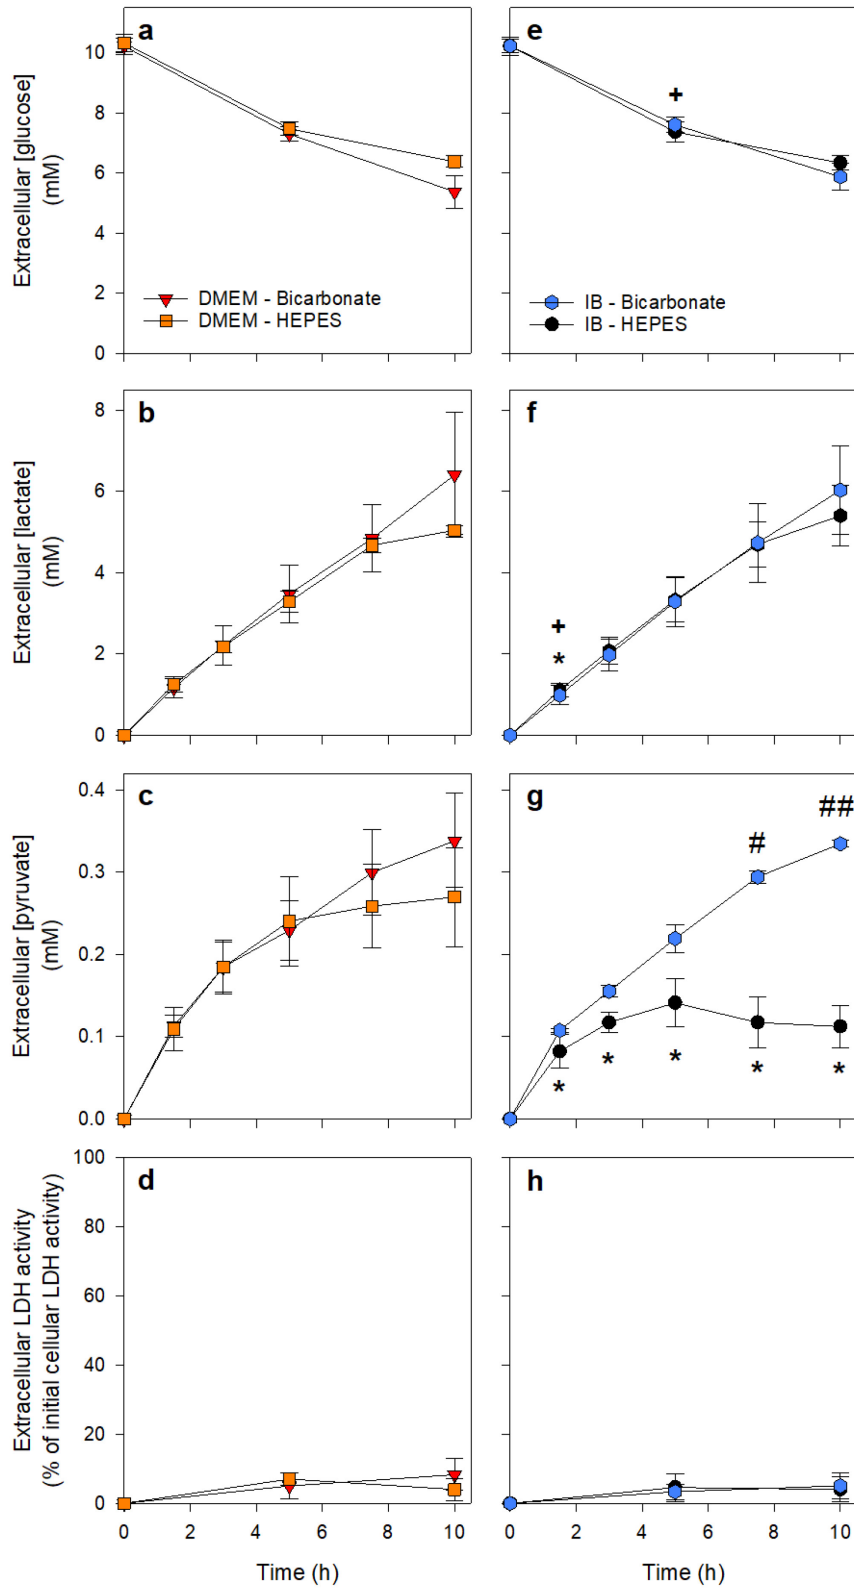 a
Extracellular [glucose]
(mM)
10
8
6
4
2
0
DMEM - Bicarbonate
DMEM - HEPES
e
+
IB - Bicarbonate
IB - HEPES
b
Extracellular [lactate]
(mM)
8
6
4
2
0
f
+
*
c
Extracellular [pyruvate]
(mM)
0.4
0.3
0.2
0.1
0.0
g
#
##
* * * * *
d
Extracellular LDH activity
(% of initial cellular LDH activity)
100
80
60
40
20
0
h
0 2 4 6 8 10
Time (h)
0 2 4 6 8 10
Time (h)